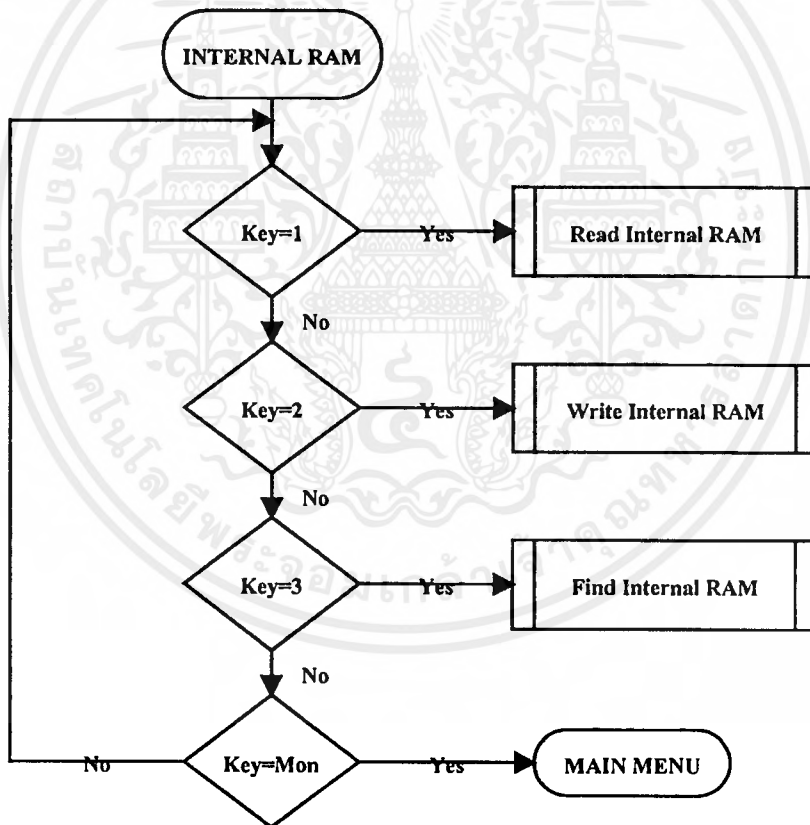 INTERNAL RAM
Key=1
Yes
Read Internal RAM
No
Key=2
Yes
Write Internal RAM
No
Key=3
Yes
Find Internal RAM
No
No
Key=Mon
Yes
MAIN MENU